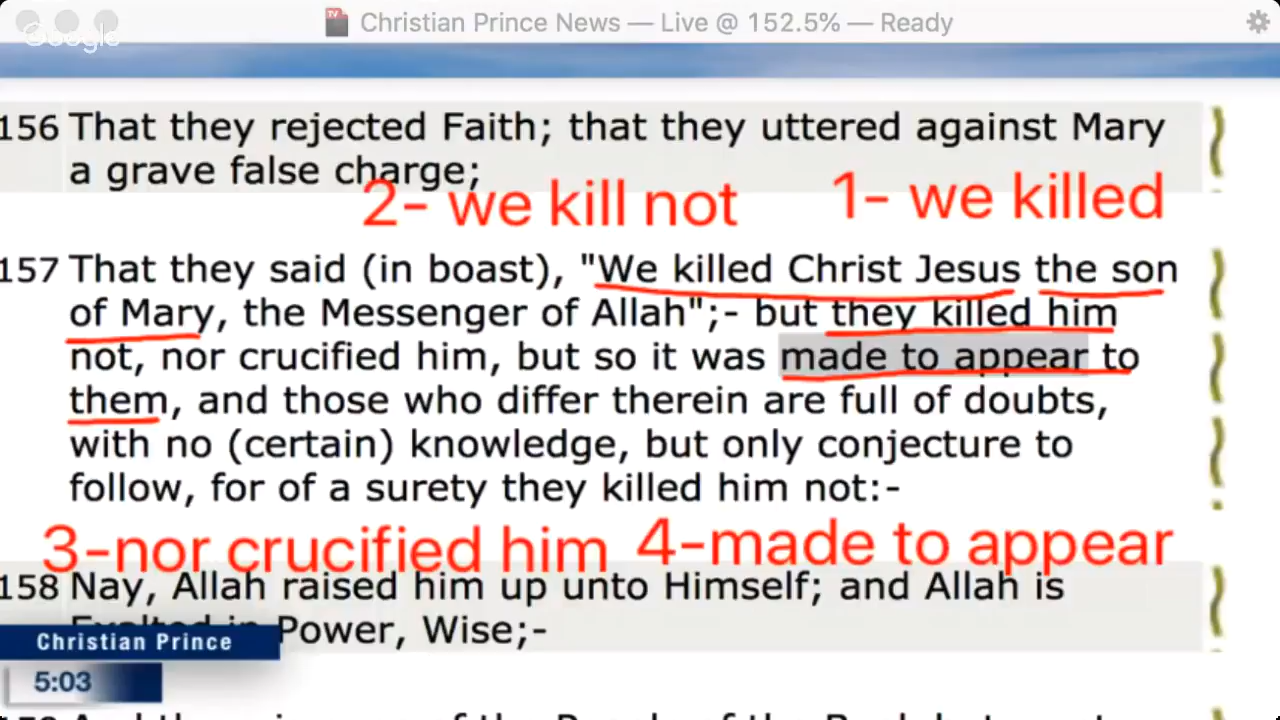 Christian Prince News — Live @ 152.5% — Ready
Google
156 That they rejected Faith; that they uttered against Mary
a grave false charge;
2- we kill not 1- we killed
157 That they said (in boast), "We killed Christ Jesus the son
of Mary, the Messenger of Allah";- but they killed him
not, nor crucified him, but so it was made to appear to
them, and those who differ therein are full of doubts,
with no (certain) knowledge, but only conjecture to
follow, for of a surety they killed him not:-
3-nor crucified him 4-made to appear
158 Nay, Allah raised him up unto Himself; and Allah is
Exalted in Power, Wise;-
Christian Prince
5:03